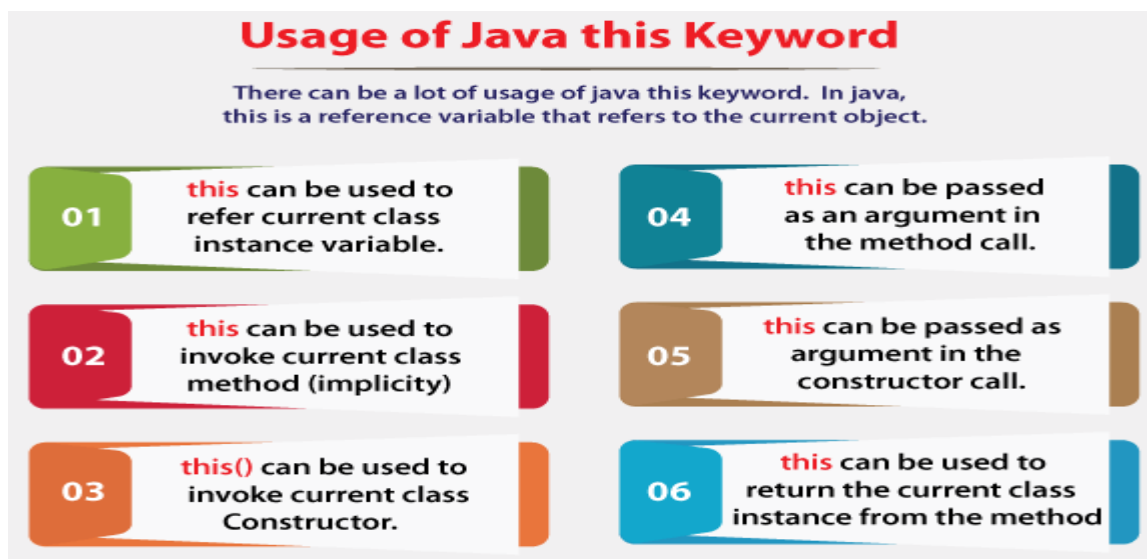 Usage of Java this Keyword
There can be a lot of usage of java this keyword. In java,
this is a reference variable that refers to the current object.
01
this can be used to
refer current class
instance variable.
02
this can be used to
invoke current class
method (implicity)
03
this() can be used to
invoke current class
Constructor.
04
this can be passed
as an argument in
the method call.
05
this can be passed as
argument in the
constructor call.
06
this can be used to
return the current class
instance from the method